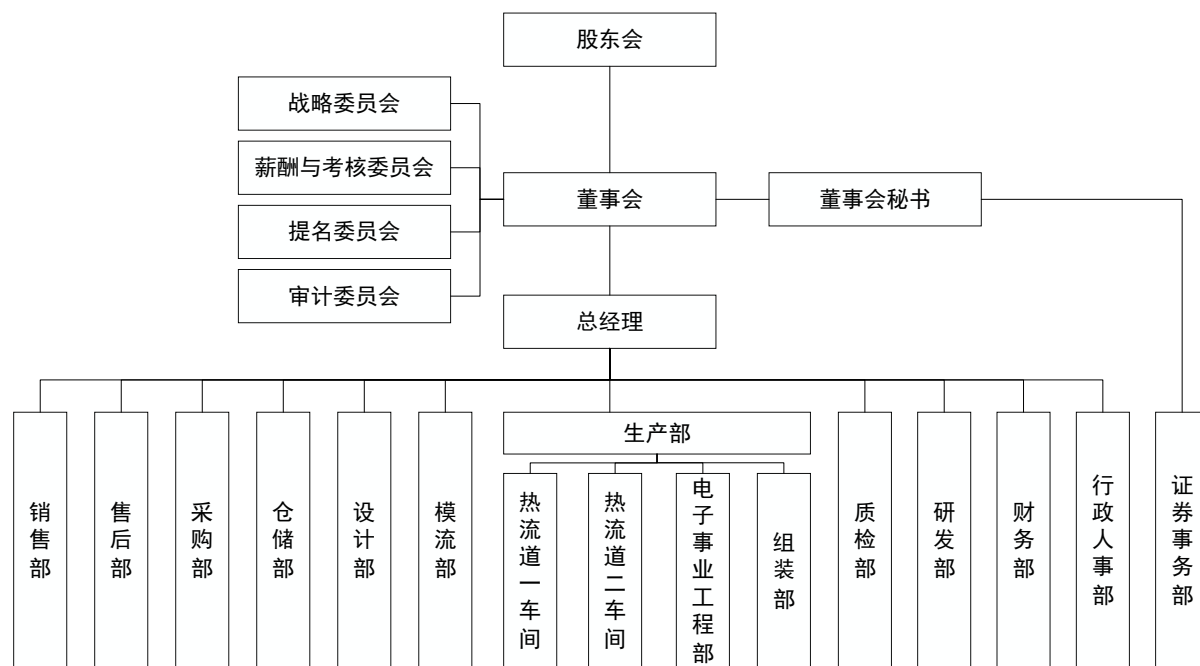 股东会
战略委员会
薪酬与考核委员会
董事会
董事会秘书
提名委员会
审计委员会
总经理
生产部
销售部
售后部
采购部
仓储部
设计部
模流部
热流道一车间
热流道二车间
电子事业工程部
组装部
质检部
研发部
财务部
行政人事部
证券事务部